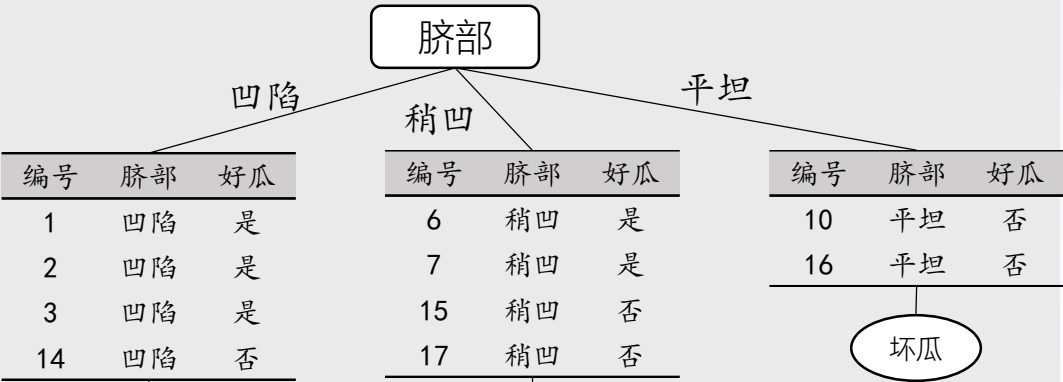 脐部
凹陷
稍凹
平坦
编号 脐部 好瓜
1 凹陷 是
2 凹陷 是
3 凹陷 是
14 凹陷 否
编号 脐部 好瓜
6 稍凹 是
7 稍凹 是
15 稍凹 否
17 稍凹 否
编号 脐部 好瓜
10 平坦 否
16 平坦 否
坏瓜